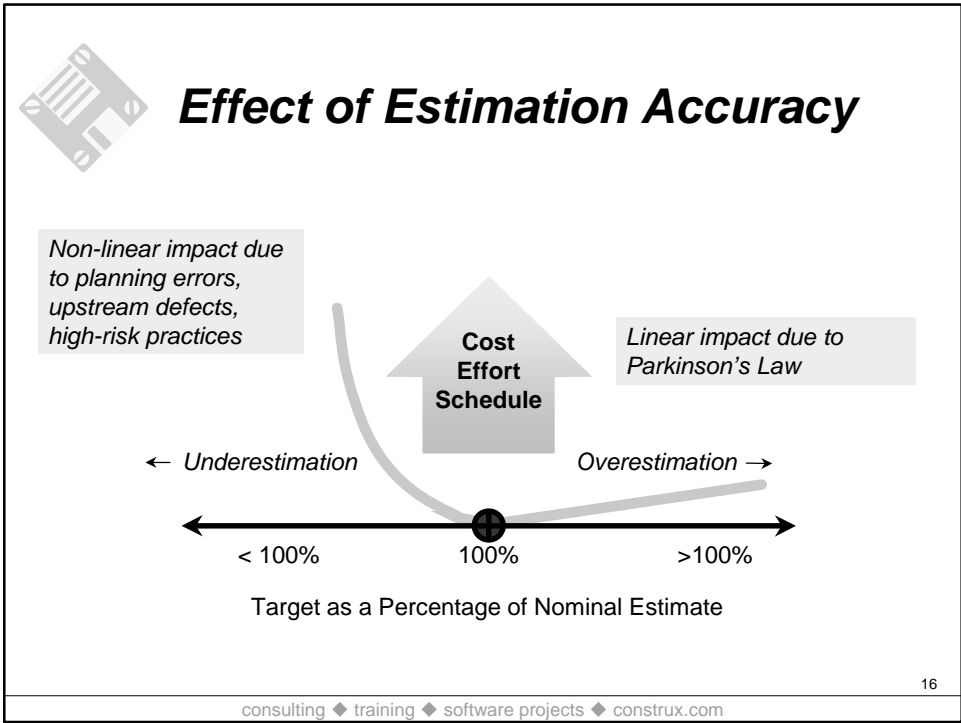 Effect of Estimation Accuracy
Non-linear impact due
to planning errors,
upstream defects,
high-risk practices
Cost
Effort
Schedule
Linear impact due to
Parkinson's Law
← Underestimation
Overestimation →
< 100%
100%
>100%
Target as a Percentage of Nominal Estimate
16
consulting ◆ training ◆ software projects ◆ construx.com